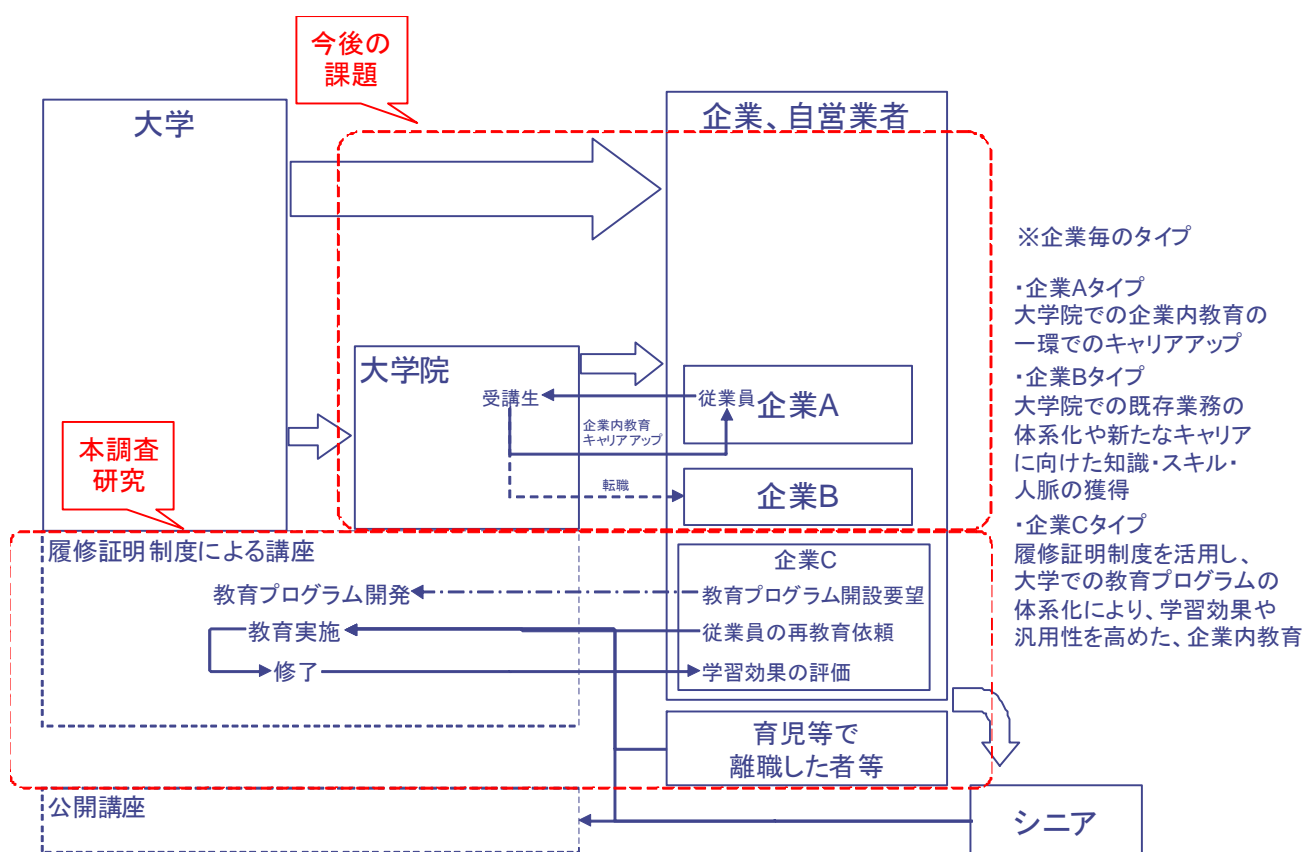 今後の
課題
大学
企業、自営業者
※企業毎のタイプ
・企業Aタイプ
大学院での企業内教育の
一環でのキャリアアップ
・企業Bタイプ
大学院での既存業務の
体系化や新たなキャリア
に向けた知識・スキル・
人脈の獲得
・企業Cタイプ
履修証明制度を活用し、
大学での教育プログラムの
体系化により、学習効果や
汎用性を高めた、企業内教育
大学院
受講生
従業員
企業A
企業内教育
キャリアアップ
転職
企業B
本調査
研究
履修証明制度による講座
企業C
教育プログラム開発
教育プログラム開設要望
教育実施
従業員の再教育依頼
修了
学習効果の評価
育児等で
離職した者等
公開講座
シニア